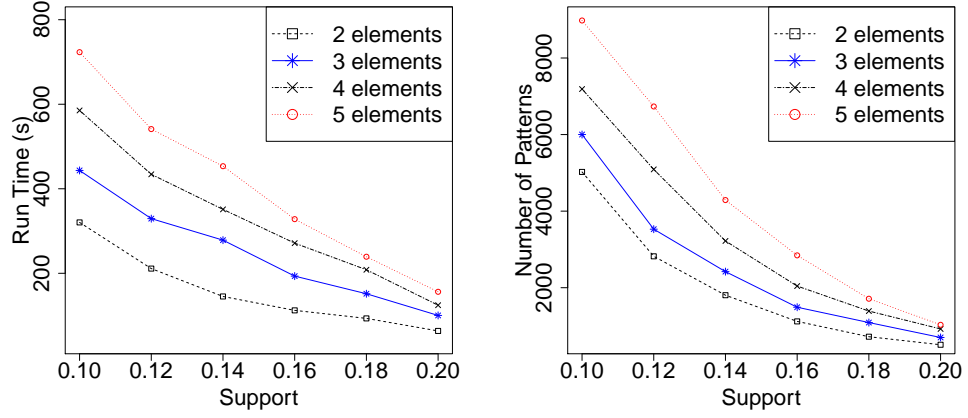 800
600
400
200
Run Time (s)
2 elements
3 elements
4 elements
5 elements
0.10 0.12 0.14 0.16 0.18 0.20
Support
8000
6000
4000
2000
Number of Patterns
2 elements
3 elements
4 elements
5 elements
0.10 0.12 0.14 0.16 0.18 0.20
Support